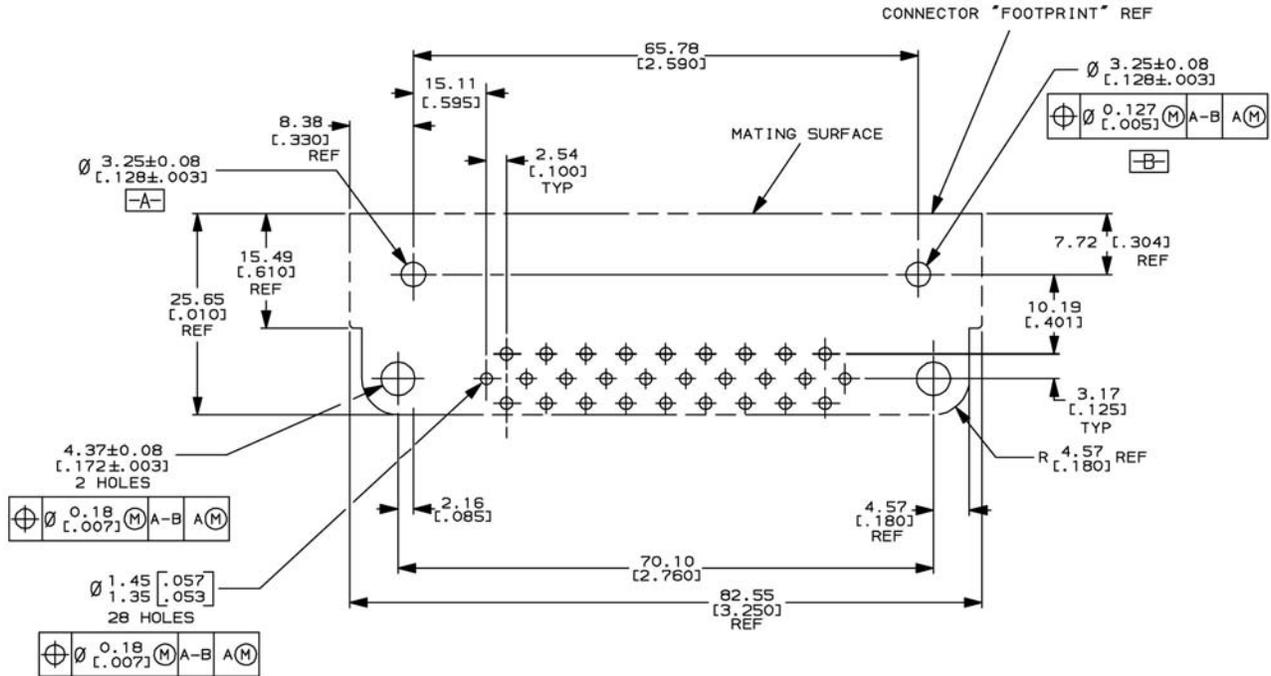 CONNECTOR "FOOTPRINT" REF
65.78
[2.590]
15.11
[.595]
Ø 3.25±0.08
[.128±.003]
⌖ Ø 0.127 Ⓜ A-B AⓂ
[.005]
-B-
8.38
[.330]
REF
MATING SURFACE
2.54
[.100]
TYP
Ø 3.25±0.08
[.128±.003]
-A-
7.72 [.304]
REF
15.49
[.610]
REF
25.65
[.010]
REF
10.19
[.401]
3.17
[.125]
TYP
R 4.57 REF
[.180]
4.37±0.08
[.172±.003]
2 HOLES
⌖ Ø 0.18 Ⓜ A-B AⓂ
[.007]
2.16
[.085]
4.57
[.180]
REF
70.10
[2.760]
Ø 1.45 [.057
1.35 .053]
28 HOLES
82.55
[3.250]
REF
⌖ Ø 0.18 Ⓜ A-B AⓂ
[.007]